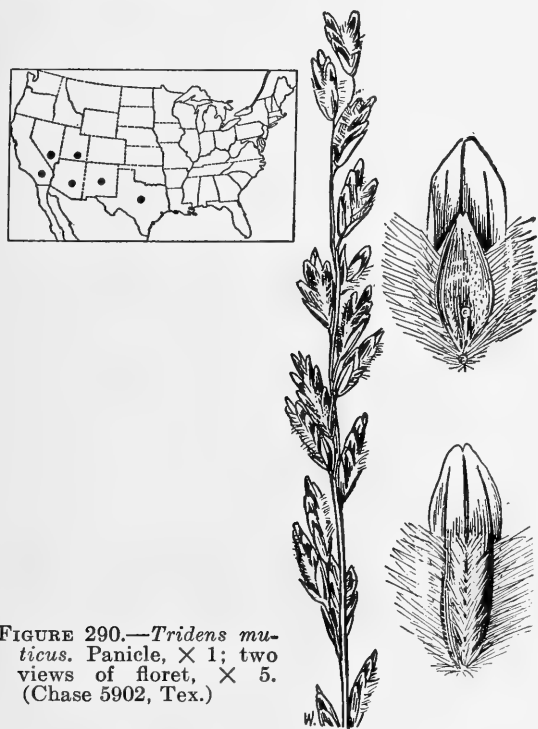 W.
FIGURE 290.—Tridens mu-
ticus. Panicle, × 1; two
views of floret, × 5.
(Chase 5902, Tex.)